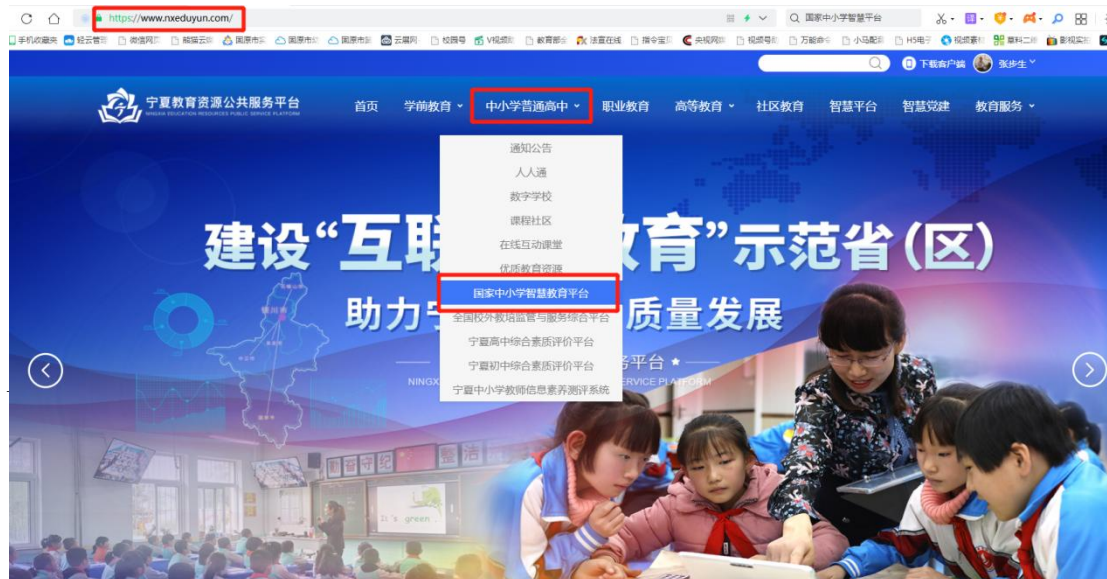 https://www.nxeduyun.com/
国家中小学智慧平台
手机收藏夹
校园号
法宣在线
H5电子
下载客户端
张步生
宁夏教育资源公共服务平台
NINGXIA EDUCATION RESOURCES PUBLIC SERVICE PLATFORM
首页
学前教育
中小学普通高中
职业教育
高等教育
社区教育
智慧平台
智慧党建
教育服务
通知公告
人人通
数字学校
课程社区
在线互动课堂
优质教育资源
国家中小学智慧教育平台
全国校外教培监管与服务综合平台
宁夏高中综合素质评价平台
宁夏初中综合素质评价平台
宁夏中小学教师信息素养测评系统
建设“互联
育”示范省(区)
助力宁
质量发展
务平台
NINGX
SERVICE PLATFORM
It's green.